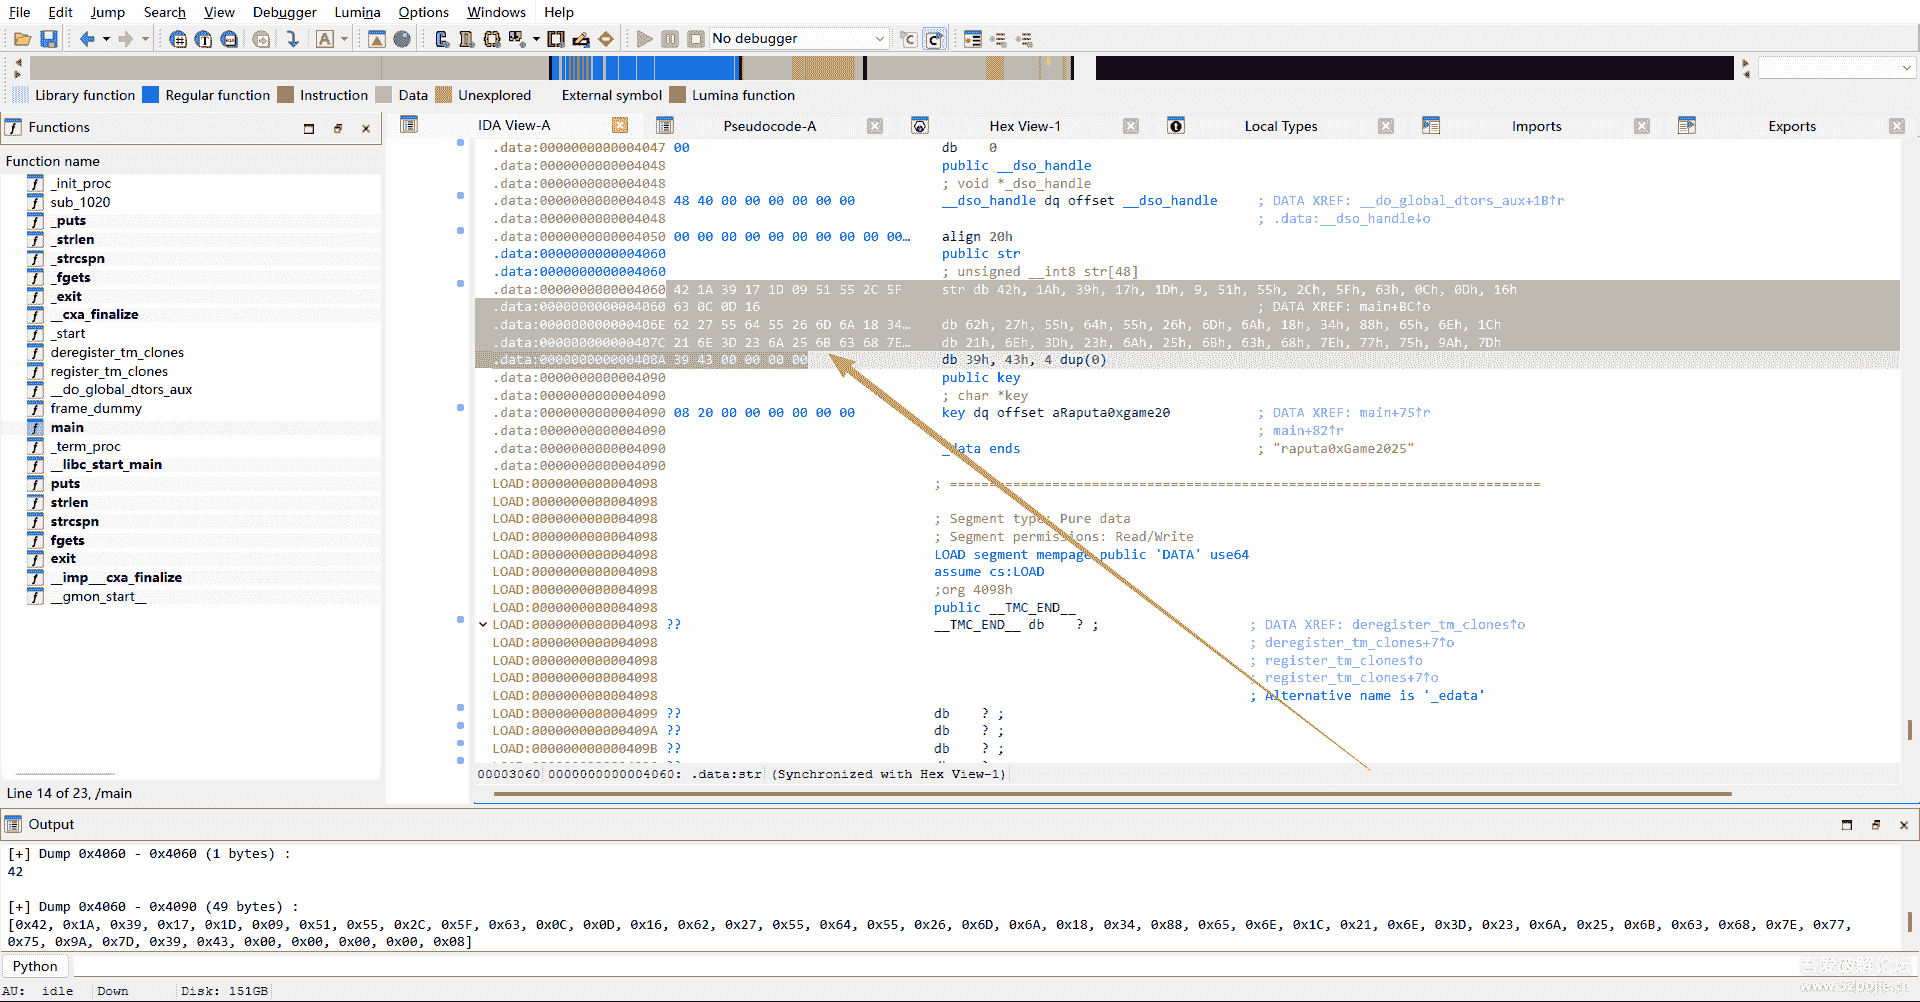 File Edit Jump Search View Debugger Lumina Options Windows Help
No debugger
Library function Regular function Instruction Data Unexplored External symbol Lumina function
Functions
IDA View-A Pseudocode-A Hex View-1 Local Types Imports Exports
Function name
_init_proc
sub_1020
_puts
_strlen
_strcspn
_fgets
_exit
__cxa_finalize
_start
deregister_tm_clones
register_tm_clones
__do_global_dtors_aux
frame_dummy
main
_term_proc
__libc_start_main
puts
strlen
strcspn
fgets
exit
__imp___cxa_finalize
__gmon_start__
Line 14 of 23, /main
.data:0000000000004047 00 db 0
.data:0000000000004048 public __dso_handle
.data:0000000000004048 ; void *_dso_handle
.data:0000000000004048 48 40 00 00 00 00 00 00 __dso_handle dq offset __dso_handle ; DATA XREF: __do_global_dtors_aux+1B↑r
.data:0000000000004048 ; .data:__dso_handle↓o
.data:0000000000004050 00 00 00 00 00 00 00 00 00 00… align 20h
.data:0000000000004060 public str
.data:0000000000004060 ; unsigned __int8 str[48]
.data:0000000000004060 42 1A 39 17 1D 09 51 55 2C 5F str db 42h, 1Ah, 39h, 17h, 1Dh, 9, 51h, 55h, 2Ch, 5Fh, 63h, 0Ch, 0Dh, 16h
.data:0000000000004060 63 0C 0D 16 ; DATA XREF: main+BC↑o
.data:000000000000406E 62 27 55 64 55 26 6D 6A 18 34… db 62h, 27h, 55h, 64h, 55h, 26h, 6Dh, 6Ah, 18h, 34h, 88h, 65h, 6Eh, 1Ch
.data:000000000000407C 21 6E 3D 23 6A 25 6B 63 68 7E… db 21h, 6Eh, 3Dh, 23h, 6Ah, 25h, 6Bh, 63h, 68h, 7Eh, 77h, 75h, 9Ah, 7Dh
.data:000000000000408A 39 43 00 00 00 00 db 39h, 43h, 4 dup(0)
.data:0000000000004090 public key
.data:0000000000004090 ; char *key
.data:0000000000004090 08 20 00 00 00 00 00 00 key dq offset aRaputa0xgame20 ; DATA XREF: main+75↑r
.data:0000000000004090 ; main+82↑r
.data:0000000000004090 _data ends ; "raputa0xGame2025"
.data:0000000000004090
LOAD:0000000000004098 ; ===========================================================================
LOAD:0000000000004098
LOAD:0000000000004098 ; Segment type: Pure data
LOAD:0000000000004098 ; Segment permissions: Read/Write
LOAD:0000000000004098 LOAD segment mempage public 'DATA' use64
LOAD:0000000000004098 assume cs:LOAD
LOAD:0000000000004098 ;org 4098h
LOAD:0000000000004098 public __TMC_END__
LOAD:0000000000004098 ?? __TMC_END__ db ? ; ; DATA XREF: deregister_tm_clones↑o
LOAD:0000000000004098 ; deregister_tm_clones+7↑o
LOAD:0000000000004098 ; register_tm_clones↑o
LOAD:0000000000004098 ; register_tm_clones+7↑o
LOAD:0000000000004098 ; Alternative name is '_edata'
LOAD:0000000000004099 ?? db ? ;
LOAD:000000000000409A ?? db ? ;
LOAD:000000000000409B ?? db ? ;
00003060 0000000000004060: .data:str (Synchronized with Hex View-1)
Output
[+] Dump 0x4060 - 0x4060 (1 bytes) :
42
[+] Dump 0x4060 - 0x4090 (49 bytes) :
[0x42, 0x1A, 0x39, 0x17, 0x1D, 0x09, 0x51, 0x55, 0x2C, 0x5F, 0x63, 0x0C, 0x0D, 0x16, 0x62, 0x27, 0x55, 0x64, 0x55, 0x26, 0x6D, 0x6A, 0x18, 0x34, 0x88, 0x65, 0x6E, 0x1C, 0x21, 0x6E, 0x3D, 0x23, 0x6A, 0x25, 0x6B, 0x63, 0x68, 0x7E, 0x77,
0x75, 0x9A, 0x7D, 0x39, 0x43, 0x00, 0x00, 0x00, 0x00, 0x08]
Python
AU: idle Down Disk: 151GB
吾爱破解论坛
www.52pojie.cn